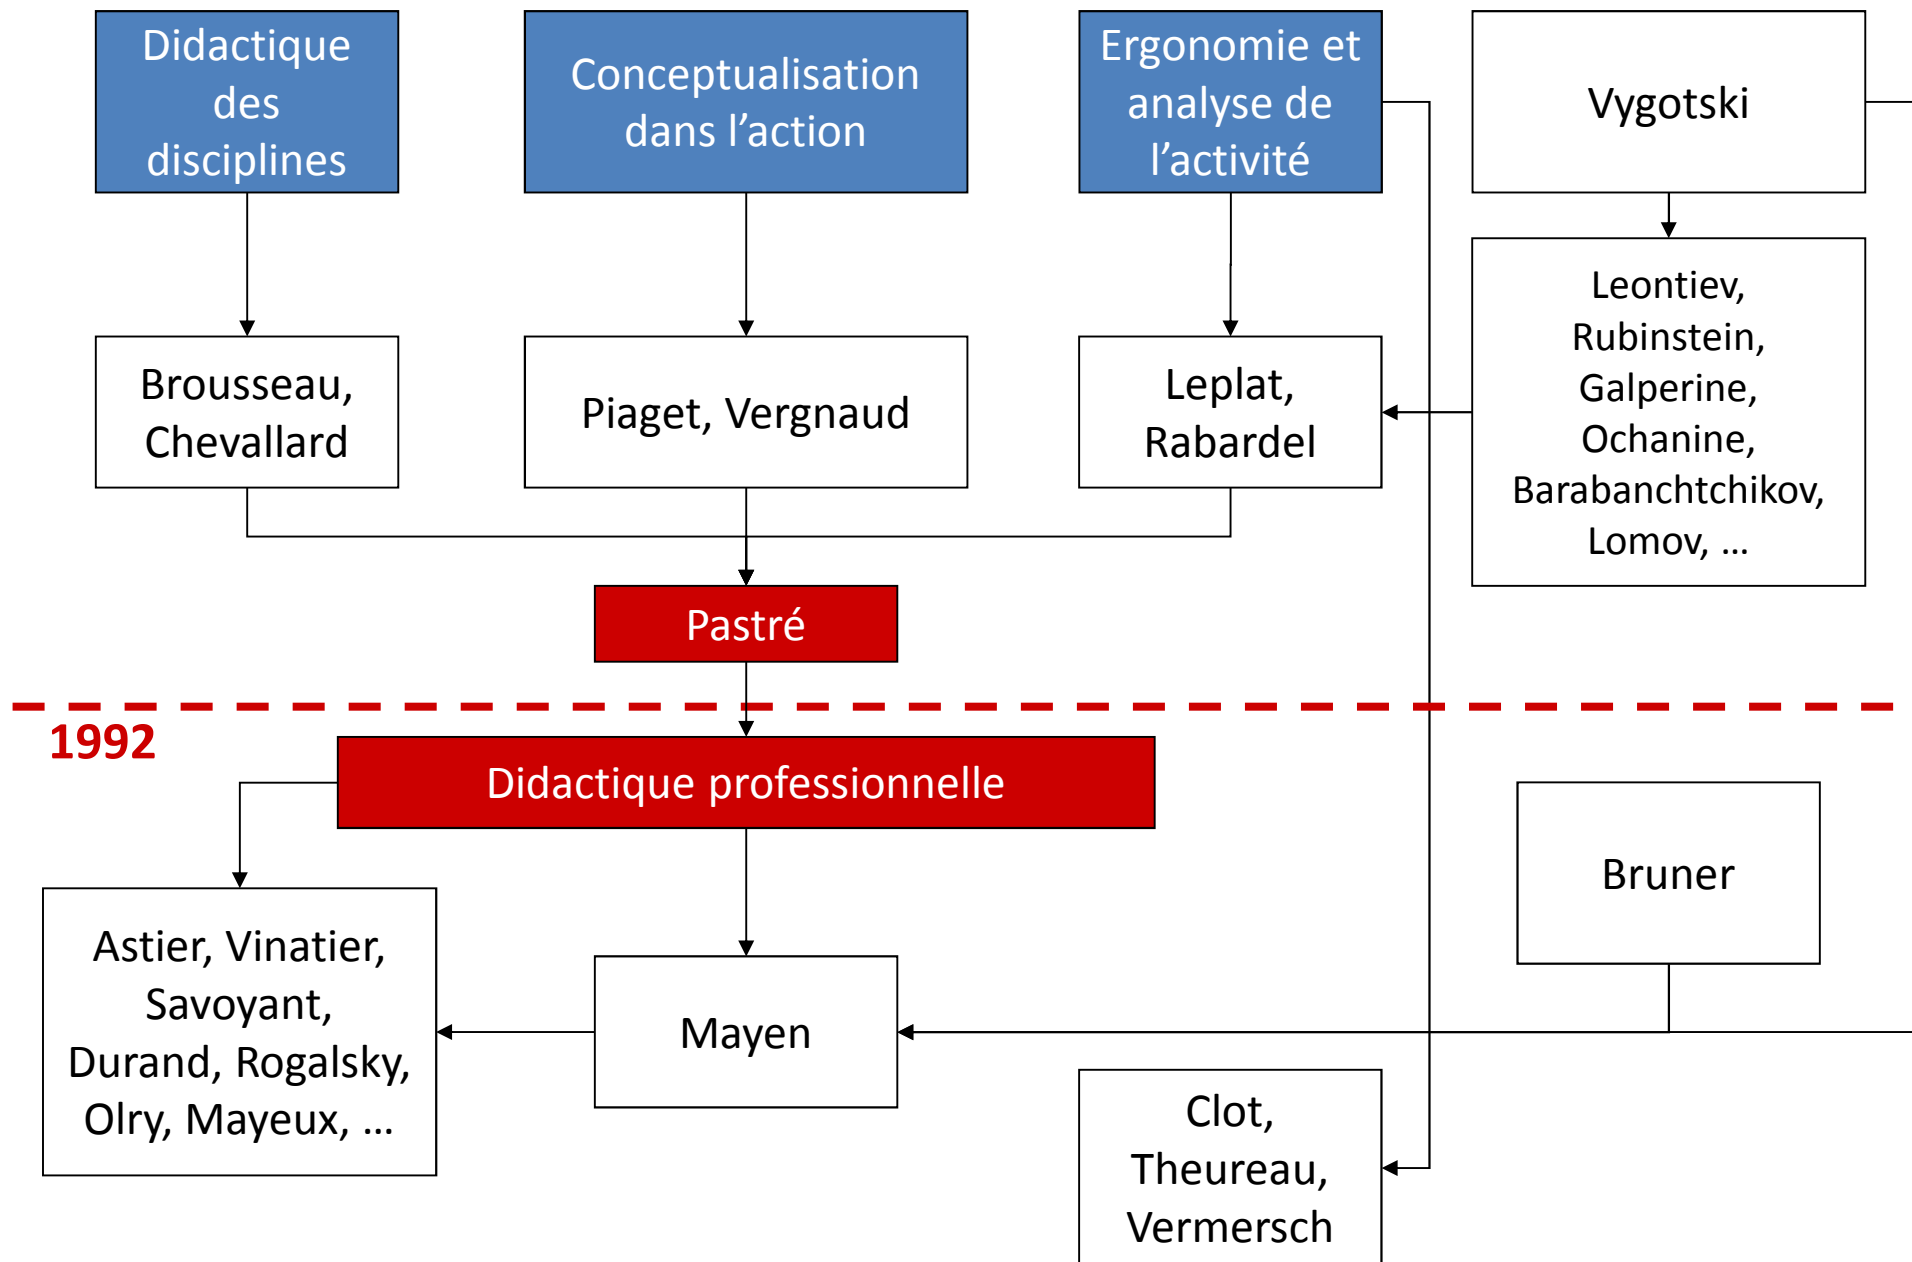 Didactique
des
disciplines
Conceptualisation
dans l’action
Ergonomie et
analyse de
l’activité
Vygotski
Brousseau,
Chevallard
Piaget, Vergnaud
Leplat,
Rabardel
Leontiev,
Rubinstein,
Galperine,
Ochanine,
Barabanchtchikov,
Lomov, …
Pastré
1992
Didactique professionnelle
Bruner
Astier, Vinatier,
Savoyant,
Durand, Rogalsky,
Olry, Mayeux, …
Mayen
Clot,
Theureau,
Vermersch